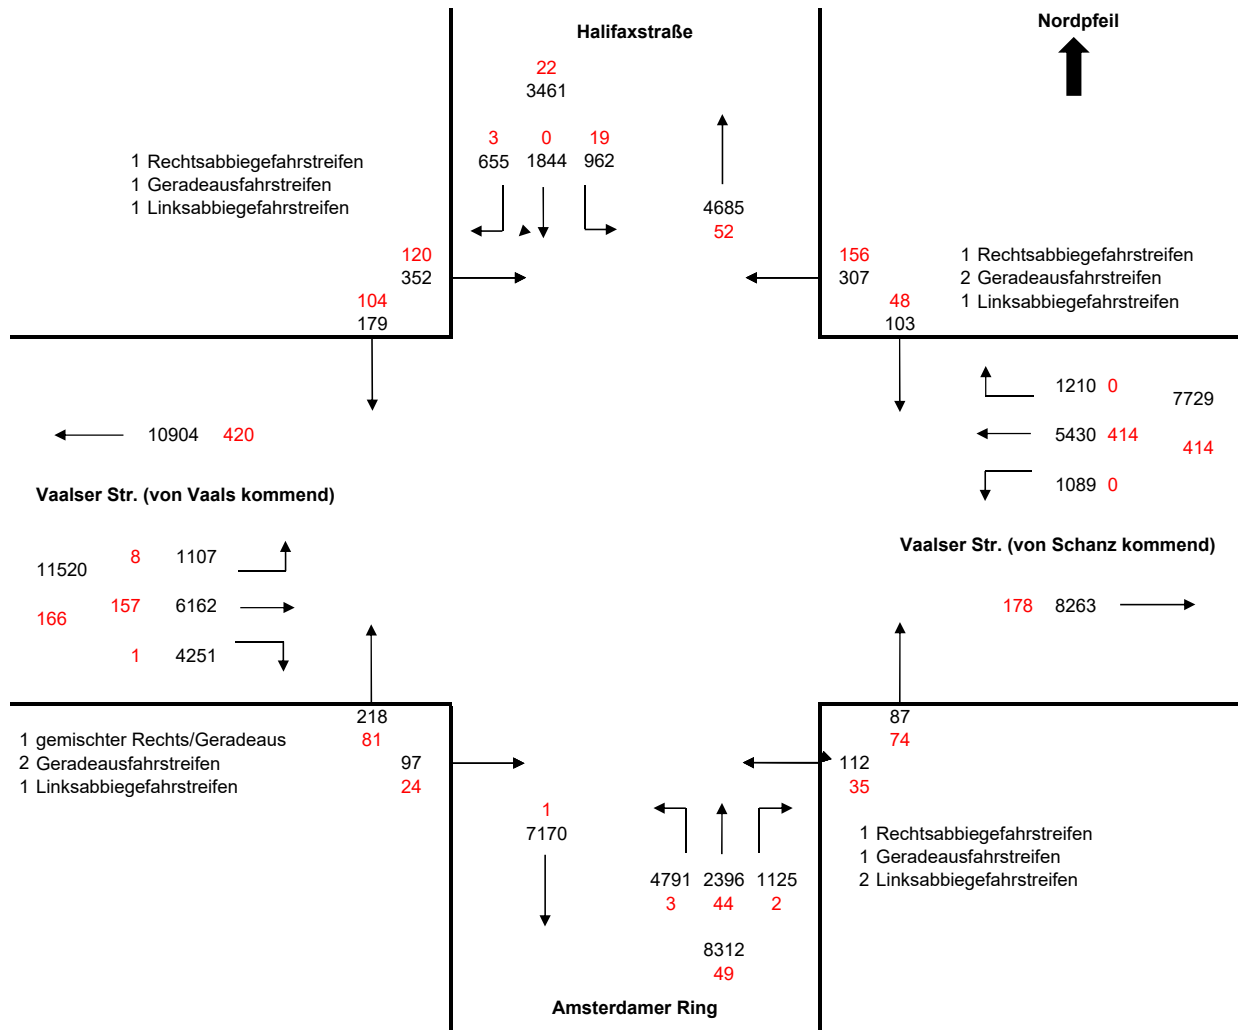 Halifaxstraße
Nordpfeil
22
3461
3 0 19
655 1844 962
1 Rechtsabbiegefahrstreifen
1 Geradeausfahrstreifen
1 Linksabbiegefahrstreifen
4685
52
120
352
104
179
156
307
48
103
1 Rechtsabbiegefahrstreifen
2 Geradeausfahrstreifen
1 Linksabbiegefahrstreifen
10904 420
1210 0
7729
5430 414
414
1089 0
Vaalser Str. (von Vaals kommend)
Vaalser Str. (von Schanz kommend)
8 1107
11520
157 6162
166
1 4251
178 8263
218
81
97
24
87
74
112
35
1 gemischter Rechts/Geradeaus
2 Geradeausfahrstreifen
1 Linksabbiegefahrstreifen
1
7170
1 Rechtsabbiegefahrstreifen
1 Geradeausfahrstreifen
2 Linksabbiegefahrstreifen
4791 2396 1125
3 44 2
8312
49
Amsterdamer Ring